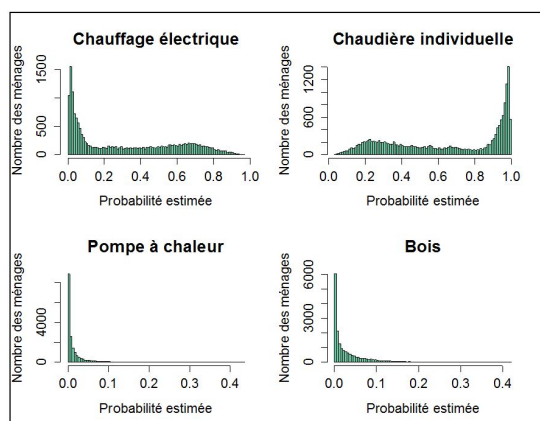 Chauffage électrique
Nombre des ménages
0 500 1500
0.0 0.2 0.4 0.6 0.8 1.0
Probabilité estimée
Chaudière individuelle
Nombre des ménages
0 600 1200
0.0 0.2 0.4 0.6 0.8 1.0
Probabilité estimée
Pompe à chaleur
Nombre des ménages
0 4000
0.0 0.1 0.2 0.3 0.4
Probabilité estimée
Bois
Nombre des ménages
0 3000 6000
0.0 0.1 0.2 0.3 0.4
Probabilité estimée